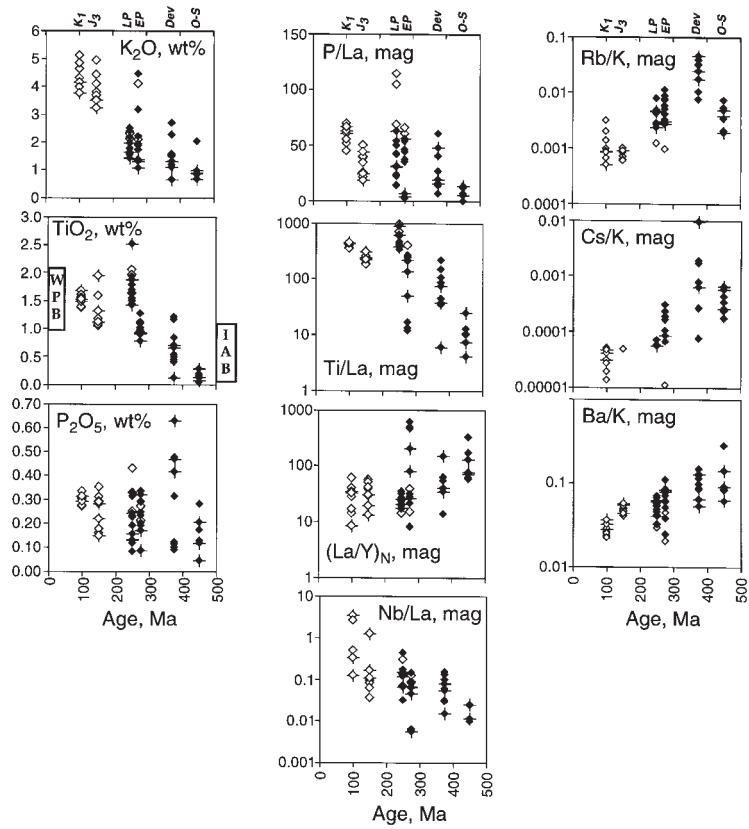 K1 J3 LP EP Dev O-S
K2O, wt%
6
5
4
3
2
1
0
TiO2, wt%
3.0
2.5
2.0
1.5
1.0
0.5
0.0
WPB
IAB
P2O5, wt%
0.70
0.60
0.50
0.40
0.30
0.20
0.10
0.00
0 100 200 300 400 500
Age, Ma
K1 J3 LP EP Dev O-S
P/La, mag
150
100
50
0
Ti/La, mag
1000
100
10
1
(La/Y)N, mag
1000
100
10
1
Nb/La, mag
10
1
0.1
0.01
0.001
0 100 200 300 400 500
Age, Ma
K1 J3 LP EP Dev O-S
Rb/K, mag
0.1
0.01
0.001
0.0001
Cs/K, mag
0.01
0.001
0.0001
0.00001
Ba/K, mag
0.1
0.01
0 100 200 300 400 500
Age, Ma